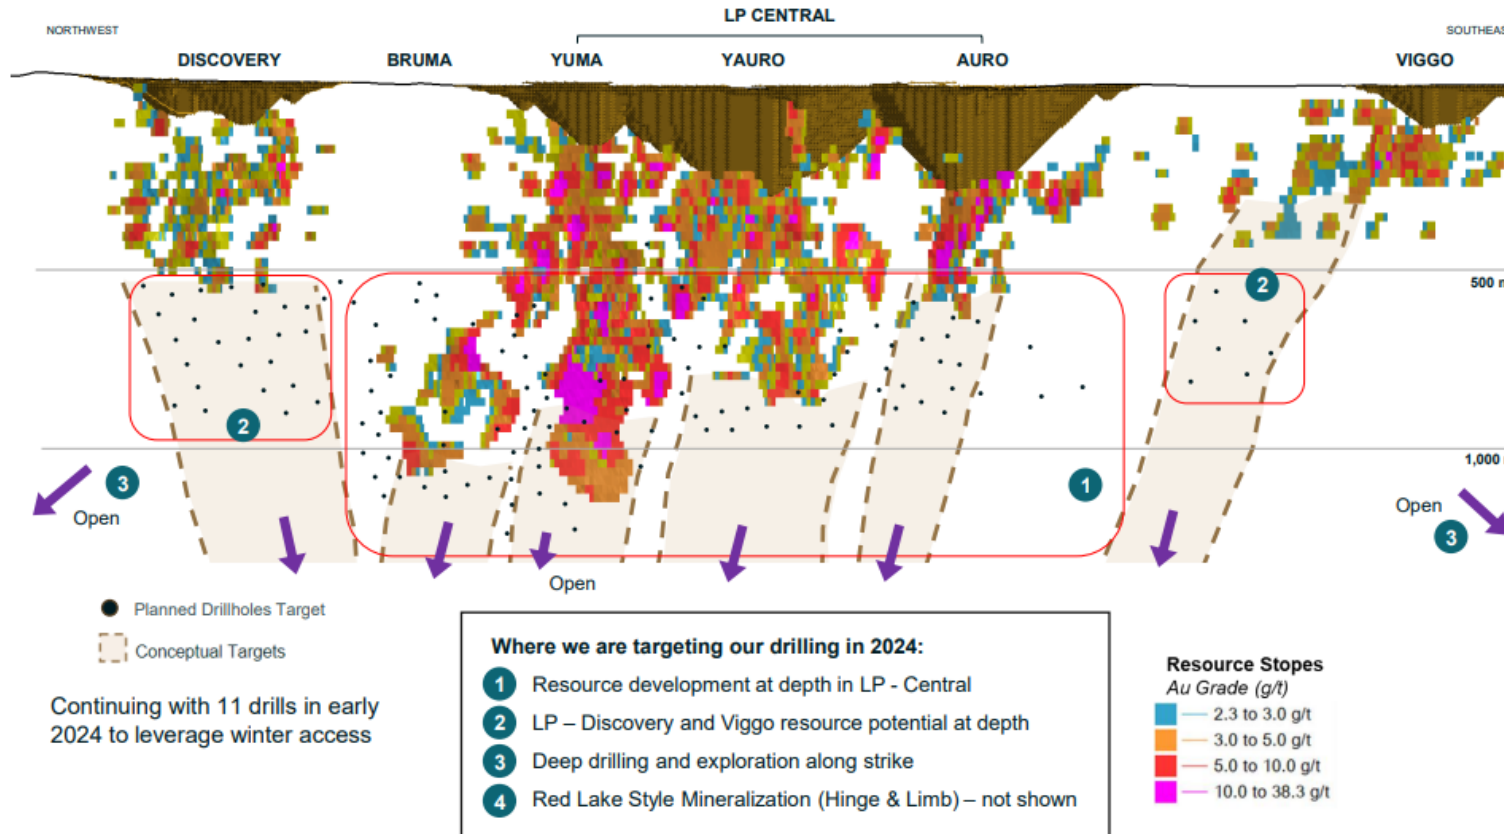 LP CENTRAL
NORTHWEST
SOUTHEAS
DISCOVERY
BRUMA
YUMA
YAURO
AURO
VIGGO
2
500 m
2
1,000 m
3
Open
1
Open
3
Open
Planned Drillholes Target
Conceptual Targets
Continuing with 11 drills in early
2024 to leverage winter access
Where we are targeting our drilling in 2024:
1 Resource development at depth in LP - Central
2 LP – Discovery and Viggo resource potential at depth
3 Deep drilling and exploration along strike
4 Red Lake Style Mineralization (Hinge & Limb) – not shown
Resource Stopes
Au Grade (g/t)
2.3 to 3.0 g/t
3.0 to 5.0 g/t
5.0 to 10.0 g/t
10.0 to 38.3 g/t